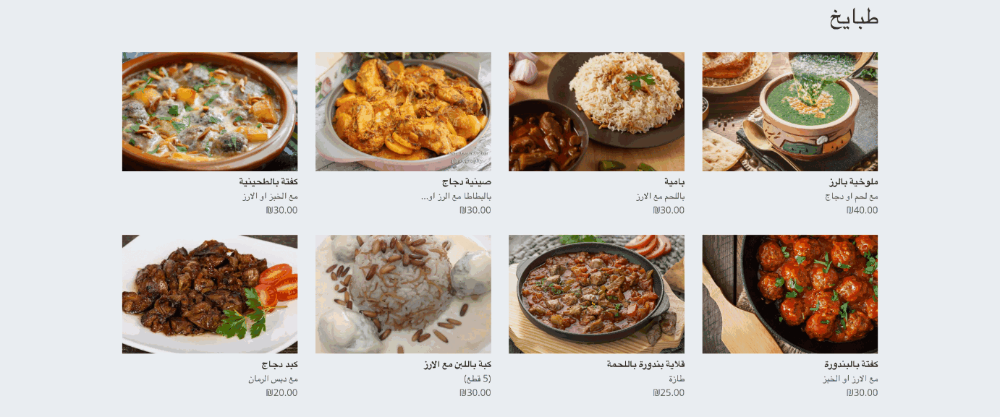 طبايخ
ملوخية بالرز
مع لحم او دجاج
₪40.00
بامية
باللحم مع الارز
₪30.00
صينية دجاج
بالبطاطا مع الرز او...
₪30.00
كفتة بالطحينية
مع الخبز او الارز
₪30.00
كفتة بالبندورة
مع الارز او الخبز
₪30.00
قلاية بندورة باللحمة
طازة
₪25.00
كبة باللبن مع الارز
(5 قطع)
₪30.00
كبد دجاج
مع دبس الرمان
₪20.00